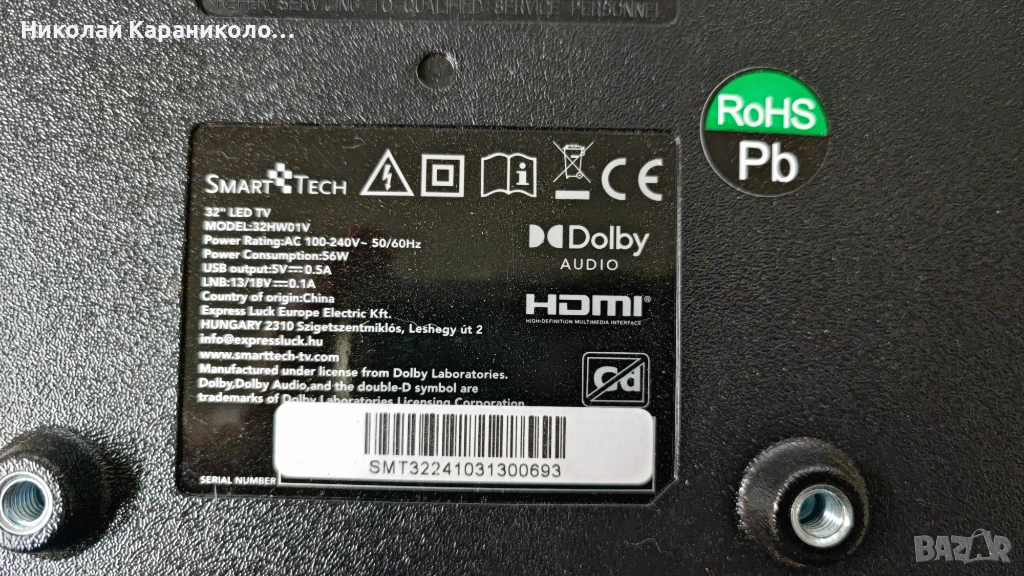 Николай Караниколо...
REFER SERVICING TO QUALIFIED SERVICE PERSONNEL
RoHS
Pb
SMART TECH
CE
32" LED TV
MODEL:32HW01V
Power Rating:AC 100-240V~ 50/60Hz
Power Consumption:56W
USB output:5V⎓0.5A
LNB:13/18V⎓0.1A
Country of origin:China
Express Luck Europe Electric Kft.
HUNGARY 2310 Szigetszentmiklós, Leshegy út 2
info@expressluck.hu
www.smarttech-tv.com
Manufactured under license from Dolby Laboratories.
Dolby,Dolby Audio,and the double-D symbol are
trademarks of Dolby Laboratories Licensing Corporation
Dolby
AUDIO
HDMI®
HIGH-DEFINITION MULTIMEDIA INTERFACE
Cd
SMT32241031300693
SERIAL NUMBER
BAZAR